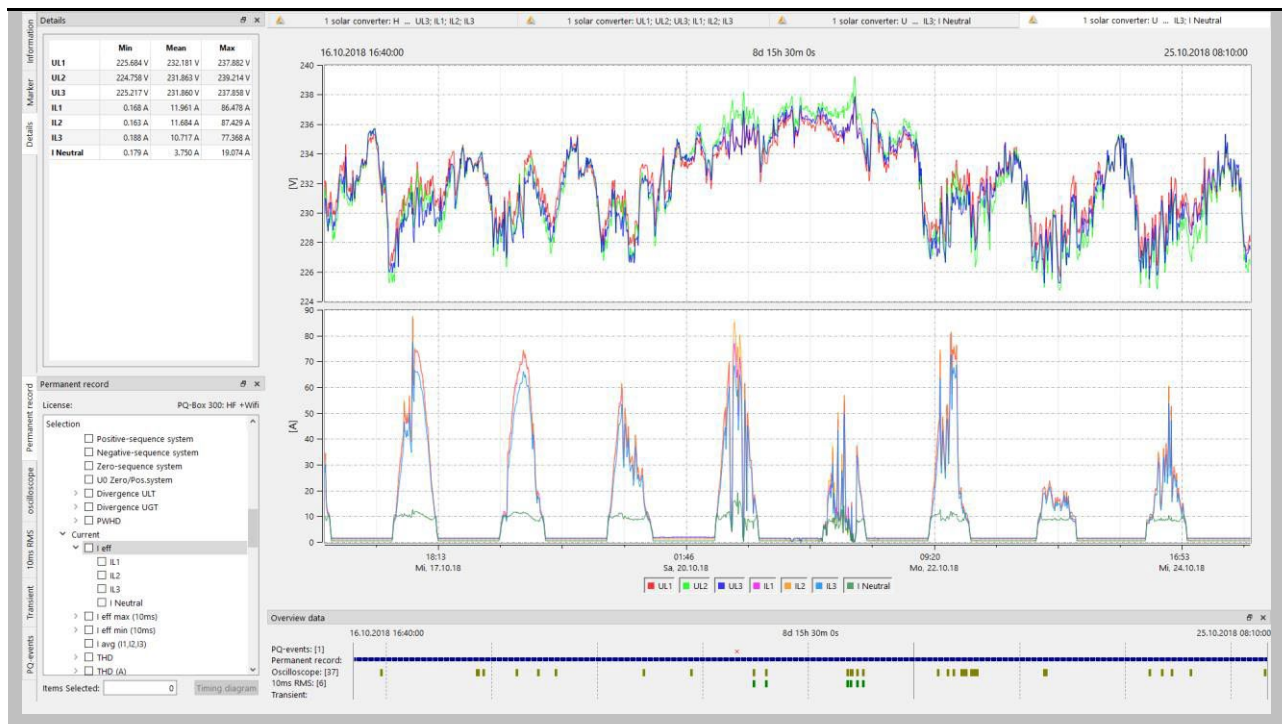 Information
Marker
Details
Permanent record
oscilloscope
10ms RMS
Transient
PQ-events
Details
Min Mean Max
UL1 225.684 V 232.181 V 237.882 V
UL2 224.758 V 231.863 V 239.214 V
UL3 225.217 V 231.860 V 237.858 V
IL1 0.168 A 11.961 A 86.478 A
IL2 0.163 A 11.684 A 87.429 A
IL3 0.188 A 10.717 A 77.368 A
I Neutral 0.179 A 3.750 A 19.074 A
Permanent record
License: PQ-Box 300: HF +Wifi
Selection
Positive-sequence system
Negative-sequence system
Zero-sequence system
U0 Zero/Pos.system
Divergence ULT
Divergence UGT
PWHD
Current
I eff
IL1
IL2
IL3
I Neutral
I eff max (10ms)
I eff min (10ms)
I avg (I1,I2,I3)
THD
THD (A)
Items Selected: 0 Timing diagram
1 solar converter: H ... UL3; IL1; IL2; IL3
1 solar converter: UL1; UL2; UL3; IL1; IL2; IL3
1 solar converter: U ... IL3; I Neutral
1 solar converter: U ... IL3; I Neutral
16.10.2018 16:40:00 8d 15h 30m 0s 25.10.2018 08:10:00
240
238
236
234
232
230
228
226
224
[V]
90
80
70
60
50
40
30
20
10
0
[A]
18:13 01:46 09:20 16:53
Mi, 17.10.18 Sa, 20.10.18 Mo, 22.10.18 Mi, 24.10.18
UL1 UL2 UL3 IL1 IL2 IL3 I Neutral
Overview data
16.10.2018 16:40:00 8d 15h 30m 0s 25.10.2018 08:10:00
PQ-events: [1]
Permanent record:
Oscilloscope: [37]
10ms RMS: [6]
Transient: